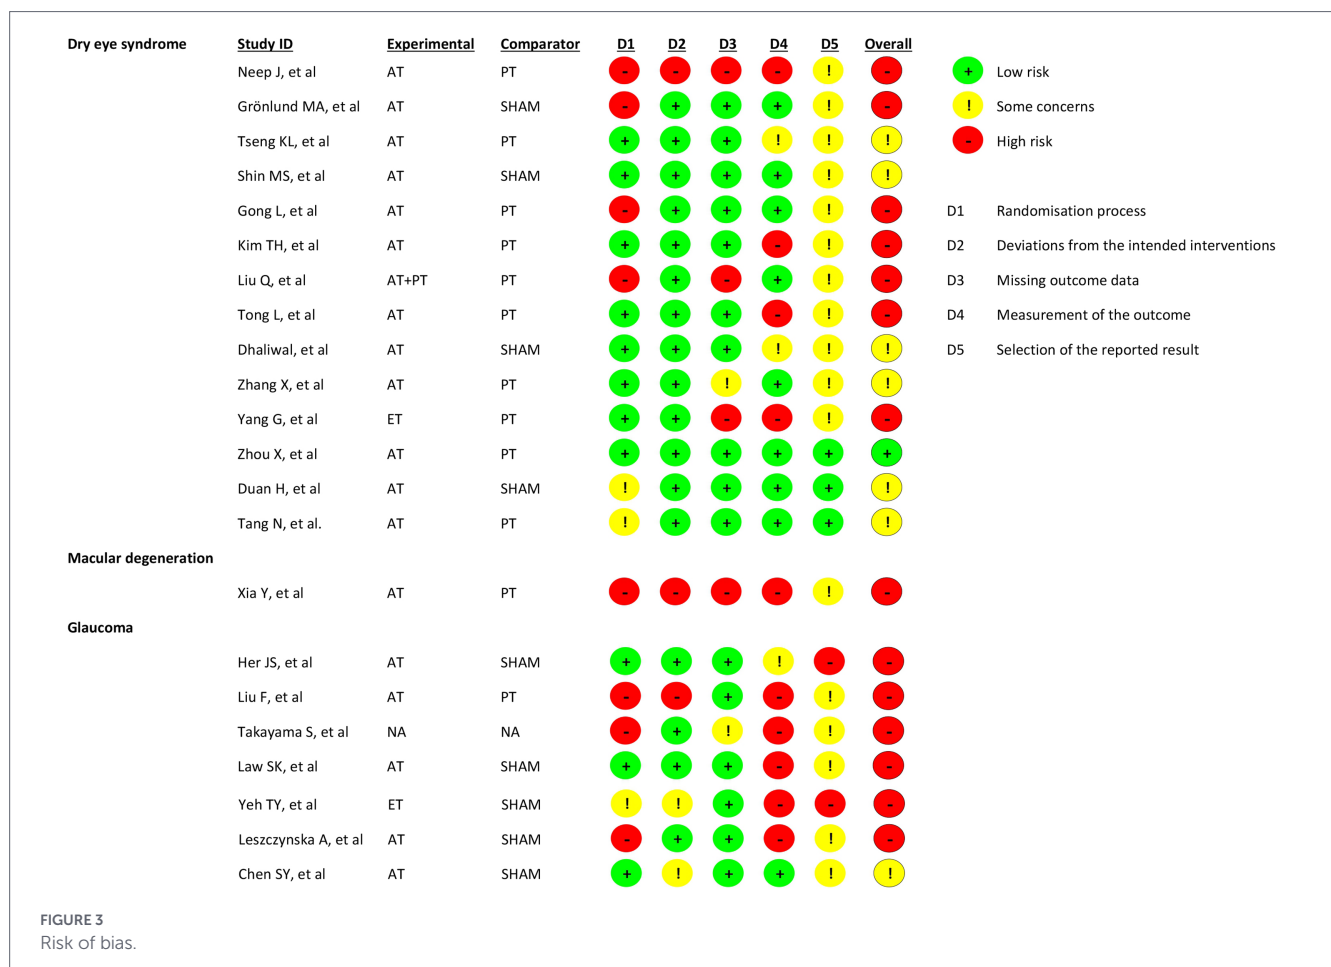 Dry eye syndrome Study ID Experimental Comparator D1 D2 D3 D4 D5 Overall
Neep J, et al AT PT - - - - ! - + Low risk
Grönlund MA, et al AT SHAM - + + + ! - ! Some concerns
Tseng KL, et al AT PT + + + ! ! ! - High risk
Shin MS, et al AT SHAM + + + + ! !
Gong L, et al AT PT - + + + ! - D1 Randomisation process
Kim TH, et al AT PT + + + - ! - D2 Deviations from the intended interventions
Liu Q, et al AT+PT PT - + - + ! - D3 Missing outcome data
Tong L, et al AT PT + + + - ! - D4 Measurement of the outcome
Dhaliwal, et al AT SHAM + + + ! ! ! D5 Selection of the reported result
Zhang X, et al AT PT + + ! + ! !
Yang G, et al ET PT + + - - ! -
Zhou X, et al AT PT + + + + + +
Duan H, et al AT SHAM ! + + + + !
Tang N, et al. AT PT ! + + + + !
Macular degeneration
Xia Y, et al AT PT - - - - ! -
Glaucoma
Her JS, et al AT SHAM + + + ! - -
Liu F, et al AT PT - - + - ! -
Takayama S, et al NA NA - + ! - ! -
Law SK, et al AT SHAM + + + - ! -
Yeh TY, et al ET SHAM ! ! + - - -
Leszczynska A, et al AT SHAM - + + - ! -
Chen SY, et al AT SHAM + ! + + ! !
FIGURE 3
Risk of bias.